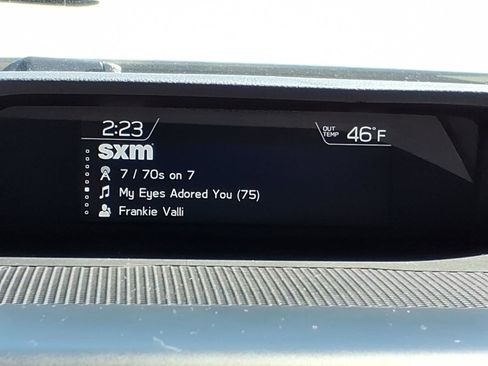 2:23
OUT TEMP 46°F
sxm
7 / 70s on 7
My Eyes Adored You (75)
Frankie Valli